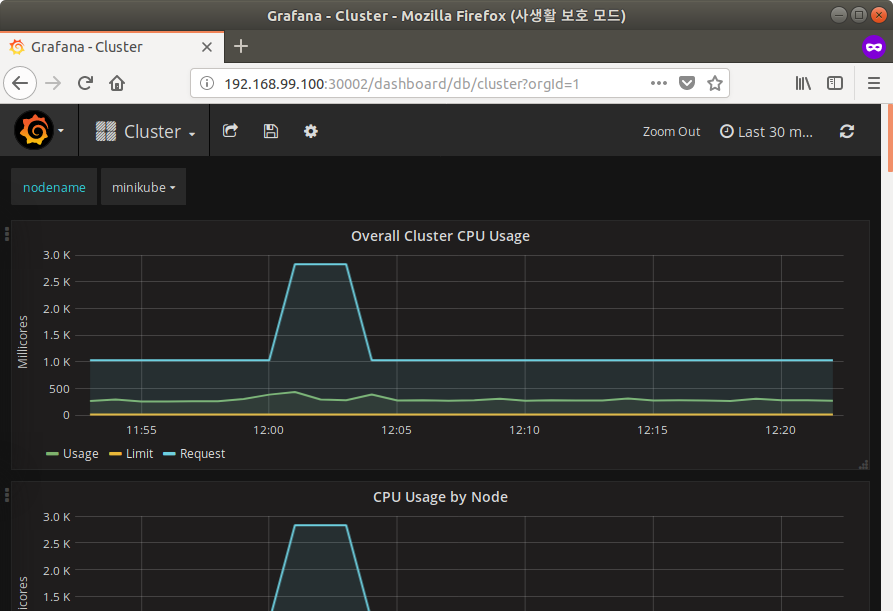 Grafana - Cluster - Mozilla Firefox (사생활 보호 모드)
Grafana - Cluster
192.168.99.100:30002/dashboard/db/cluster?orgId=1
Cluster
Zoom Out
Last 30 m...
nodename
minikube
Overall Cluster CPU Usage
Millicores
3.0 K
2.5 K
2.0 K
1.5 K
1.0 K
500
0
11:55 12:00 12:05 12:10 12:15 12:20
Usage Limit Request
CPU Usage by Node
3.0 K
2.5 K
2.0 K
1.5 K